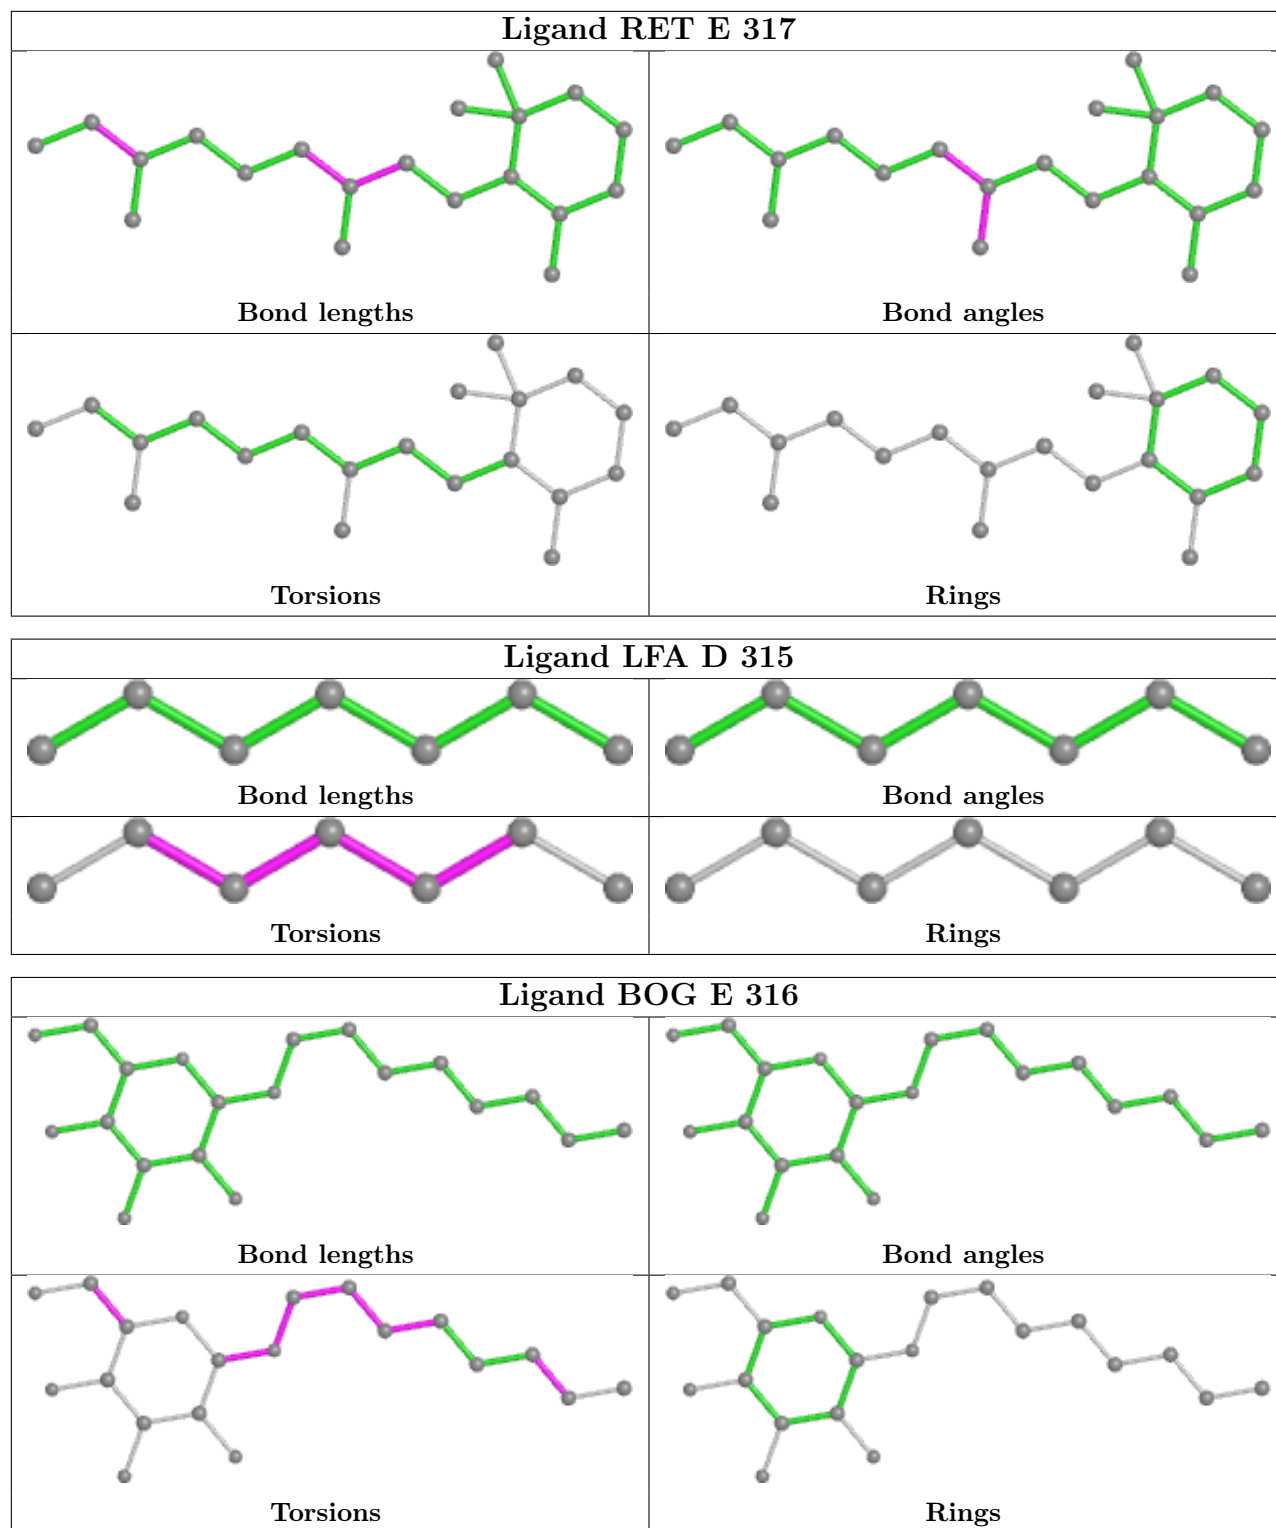 Ligand RET E 317
Bond lengths
Bond angles
Torsions
Rings
Ligand LFA D 315
Bond lengths
Bond angles
Torsions
Rings
Ligand BOG E 316
Bond lengths
Bond angles
Torsions
Rings